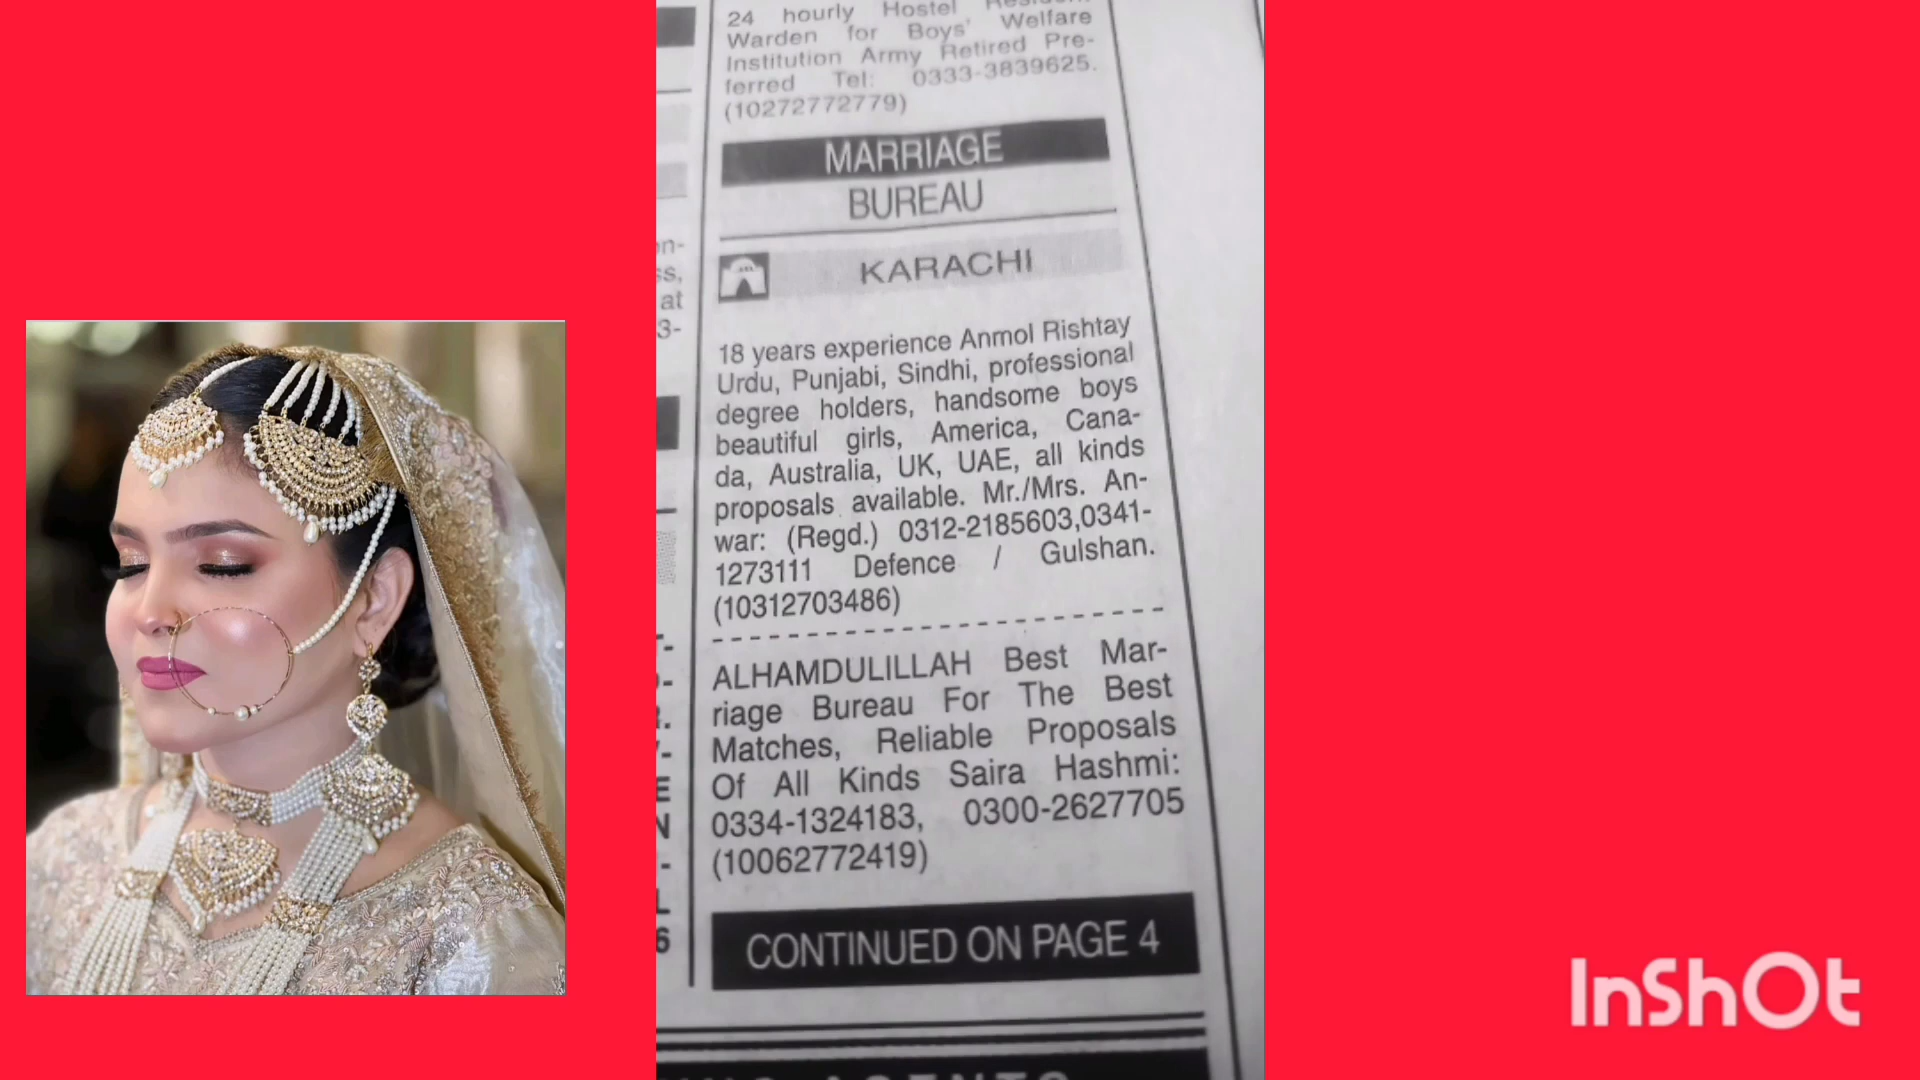 24 hourly Hostel Resident
Warden for Boys' Welfare
Institution Army Retired Pre-
ferred Tel: 0333-3839625.
(10272772779)
MARRIAGE
BUREAU
KARACHI
18 years experience Anmol Rishtay
Urdu, Punjabi, Sindhi, professional
degree holders, handsome boys
beautiful girls, America, Cana-
da, Australia, UK, UAE, all kinds
proposals available. Mr./Mrs. An-
war: (Regd.) 0312-2185603,0341-
1273111 Defence / Gulshan.
(10312703486)
ALHAMDULILLAH Best Mar-
riage Bureau For The Best
Matches, Reliable Proposals
Of All Kinds Saira Hashmi:
0334-1324183, 0300-2627705
(10062772419)
CONTINUED ON PAGE 4
InShOt